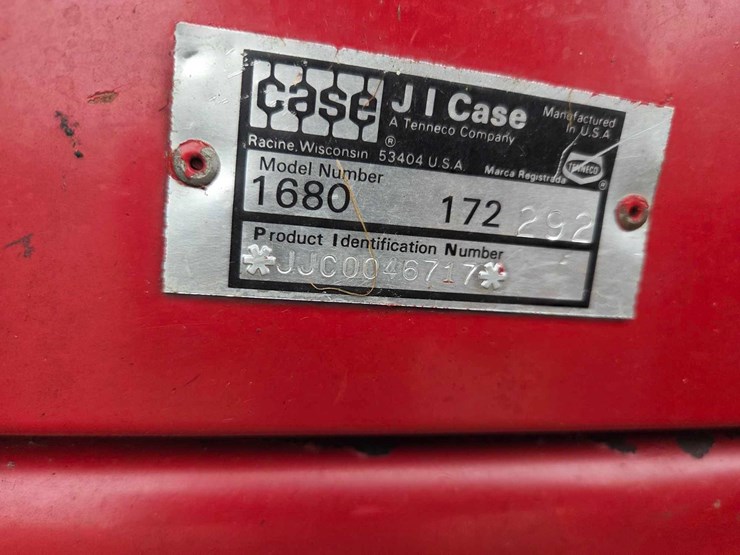 case J I Case Manufactured
A Tenneco Company in U.S.A.
Racine, Wisconsin 53404 U.S.A. Marca Registrada TENNECO ®
®
Model Number
1680 172 292
Product Identification Number
*JJC0046717*